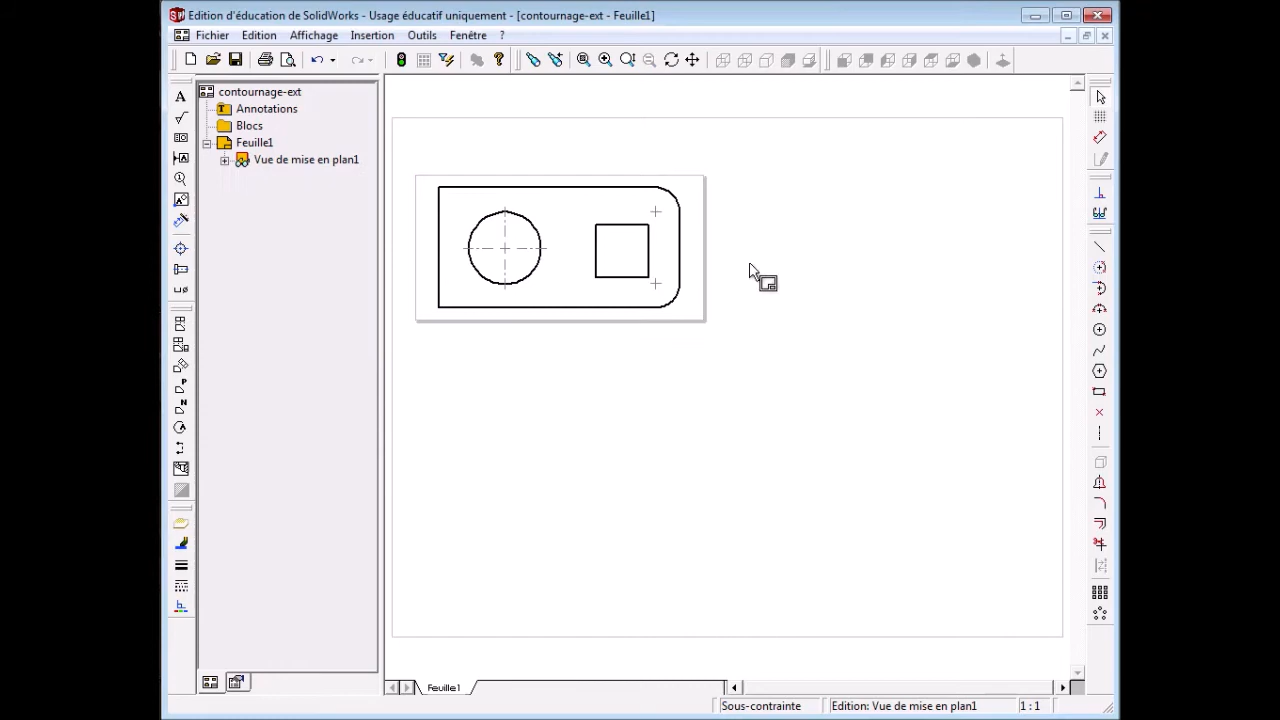 Edition d'éducation de SolidWorks - Usage éducatif uniquement - [contournage-ext - Feuille1]
Fichier Edition Affichage Insertion Outils Fenêtre ?
contournage-ext
Annotations
Blocs
Feuille1
Vue de mise en plan1
Feuille1
Sous-contrainte Edition: Vue de mise en plan1 1 : 1